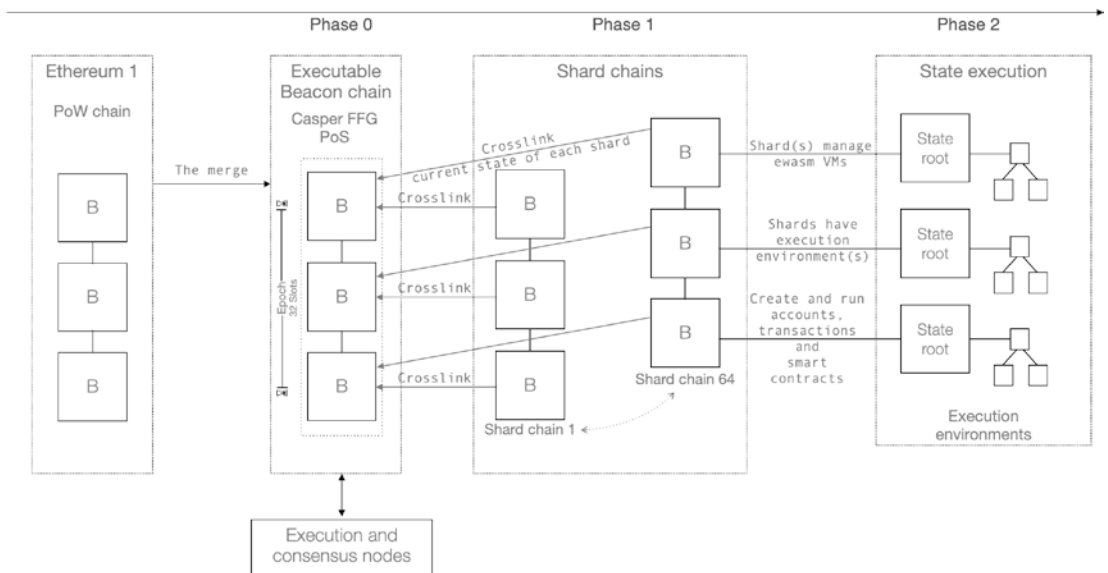 Phase 0
Phase 1
Phase 2
Ethereum 1
PoW chain
B
B
B
The merge
Executable
Beacon chain
Casper FFG
PoS
Epoch
32 Slots
B
B
B
Execution and
consensus nodes
Shard chains
Crosslink
current state of each shard
Crosslink
Crosslink
Crosslink
B
B
B
Shard chain 1
B
B
B
Shard chain 64
Shard(s) manage
ewasm VMs
Shards have
execution
environment(s)
Create and run
accounts,
transactions
and
smart
contracts
State execution
State
root
State
root
State
root
Execution
environments